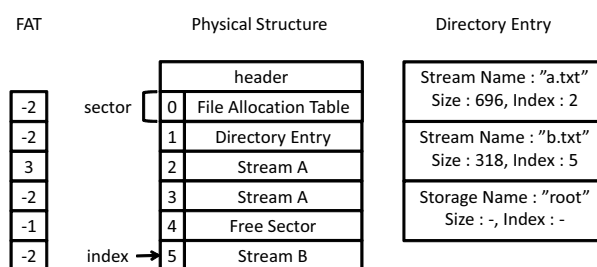 FAT Physical Structure Directory Entry
header
-2 sector 0 File Allocation Table
-2 1 Directory Entry
3 2 Stream A
-2 3 Stream A
-1 4 Free Sector
-2 index 5 Stream B
Stream Name : ”a.txt”
Size : 696, Index : 2
Stream Name : ”b.txt”
Size : 318, Index : 5
Storage Name : ”root”
Size : -, Index : -